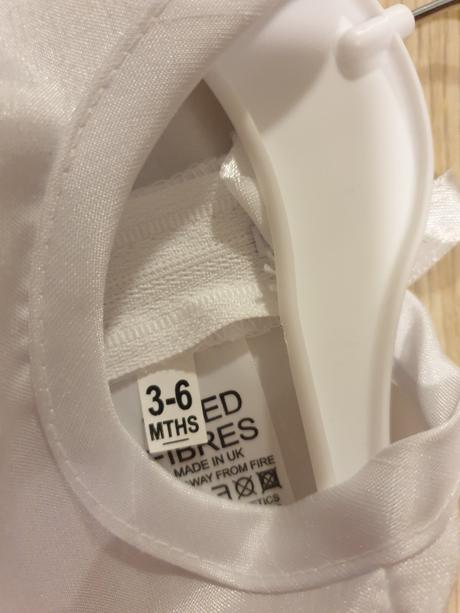 3-6
MTHS
ED
FIBRES
MADE IN UK
WAY FROM FIRE